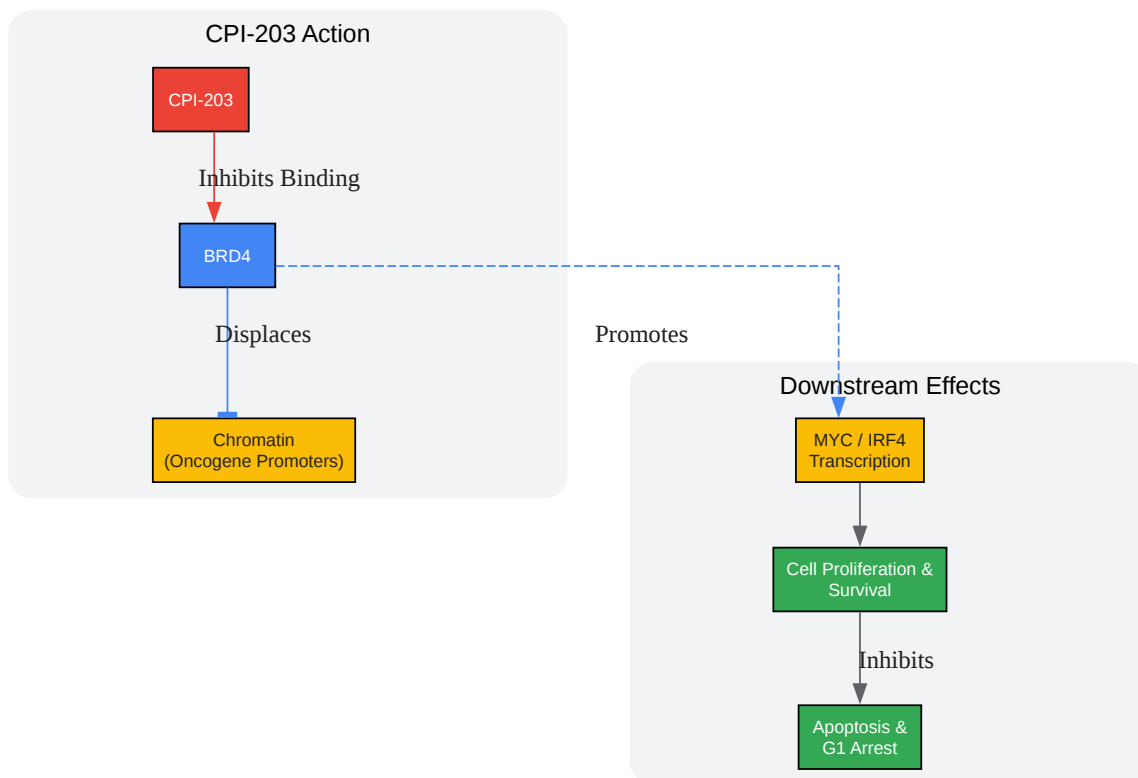 CPI-203 Action
CPI-203
Inhibits Binding
BRD4
Displaces
Promotes
Chromatin
(Oncogene Promoters)
Downstream Effects
MYC / IRF4
Transcription
Cell Proliferation &
Survival
Inhibits
Apoptosis &
G1 Arrest